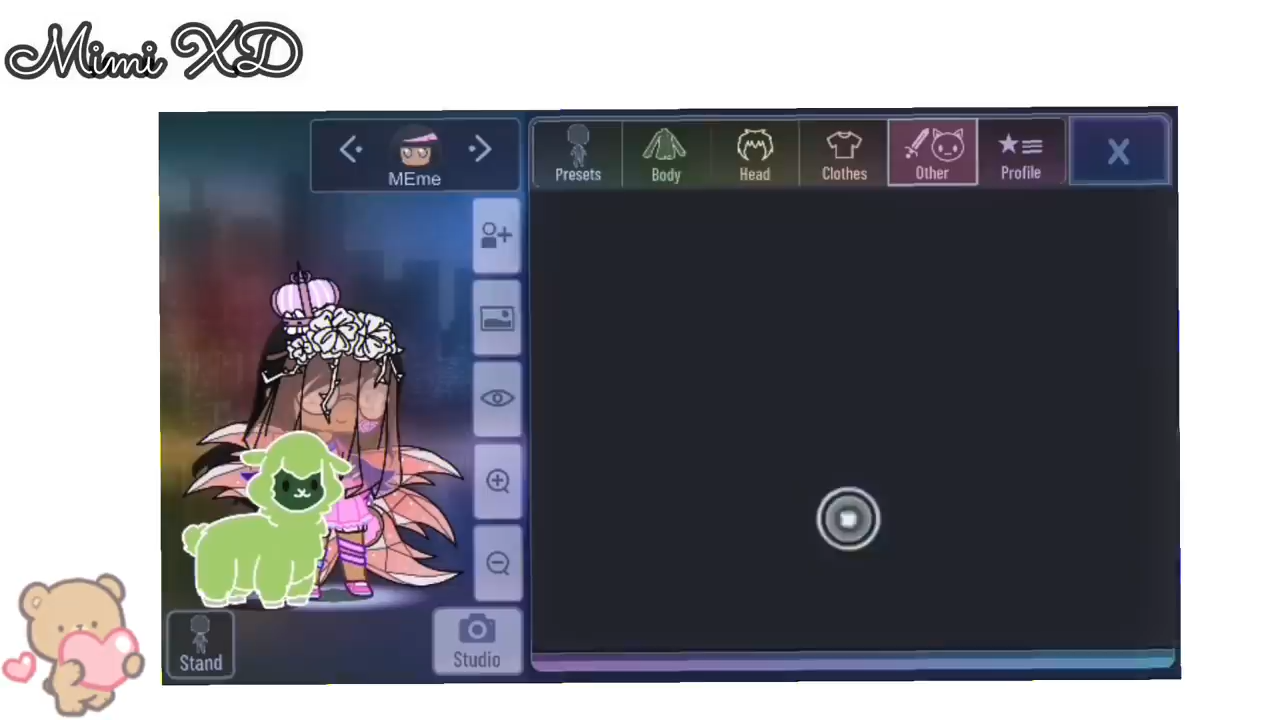 Mimi XD
MEme
Presets
Body
Head
Clothes
Other
Profile
X
Stand
Studio